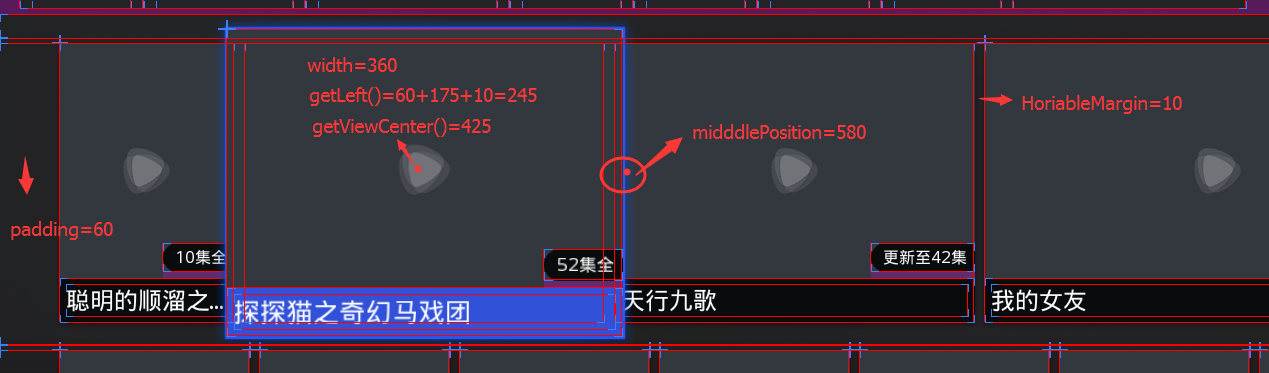 width=360
getLeft()=60+175+10=245
getViewCenter()=425
HoriableMargin=10
midddlePosition=580
padding=60
10集全
52集全
更新至42集
聪明的顺溜之...
探探猫之奇幻马戏团
天行九歌
我的女友